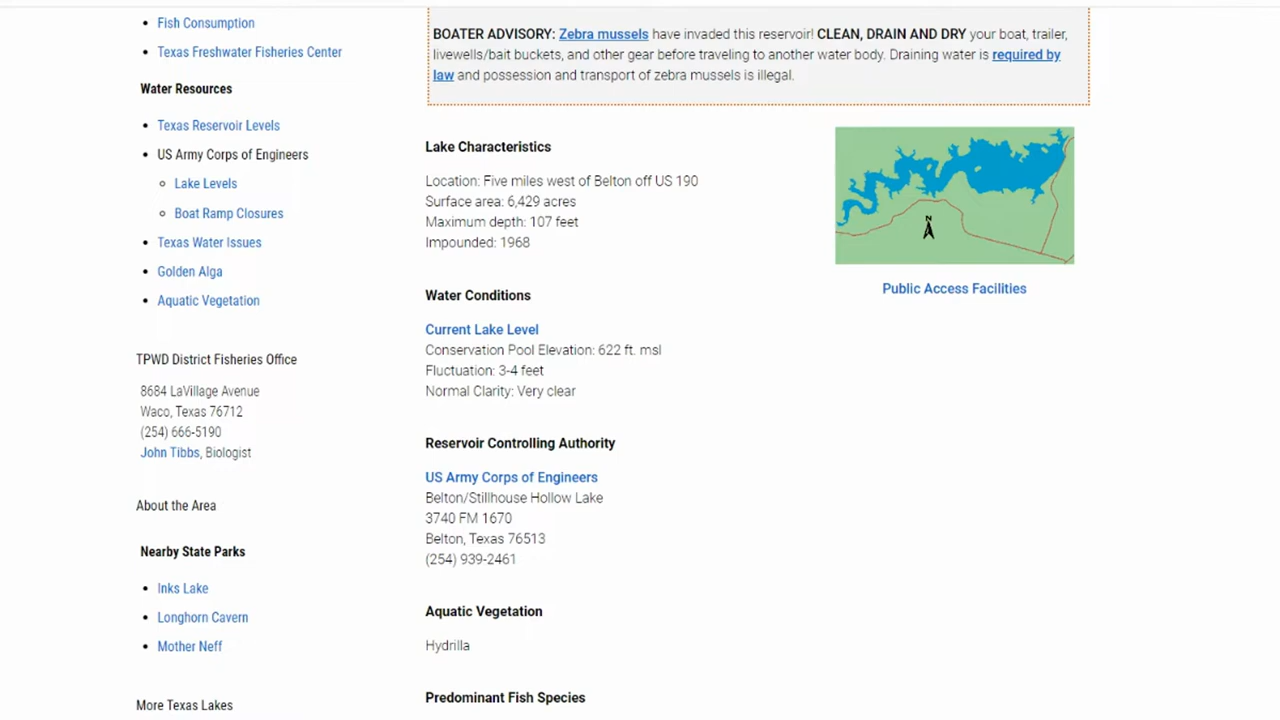 Fish Consumption
Texas Freshwater Fisheries Center
Water Resources
Texas Reservoir Levels
US Army Corps of Engineers
Lake Levels
Boat Ramp Closures
Texas Water Issues
Golden Alga
Aquatic Vegetation
TPWD District Fisheries Office
8684 LaVillage Avenue
Waco, Texas 76712
(254) 666-5190
John Tibbs, Biologist
About the Area
Nearby State Parks
Inks Lake
Longhorn Cavern
Mother Neff
More Texas Lakes
BOATER ADVISORY: Zebra mussels have invaded this reservoir! CLEAN, DRAIN AND DRY your boat, trailer,
livewells/bait buckets, and other gear before traveling to another water body. Draining water is required by
law and possession and transport of zebra mussels is illegal.
Lake Characteristics
Location: Five miles west of Belton off US 190
Surface area: 6,429 acres
Maximum depth: 107 feet
Impounded: 1968
N
Public Access Facilities
Water Conditions
Current Lake Level
Conservation Pool Elevation: 622 ft. msl
Fluctuation: 3-4 feet
Normal Clarity: Very clear
Reservoir Controlling Authority
US Army Corps of Engineers
Belton/Stillhouse Hollow Lake
3740 FM 1670
Belton, Texas 76513
(254) 939-2461
Aquatic Vegetation
Hydrilla
Predominant Fish Species